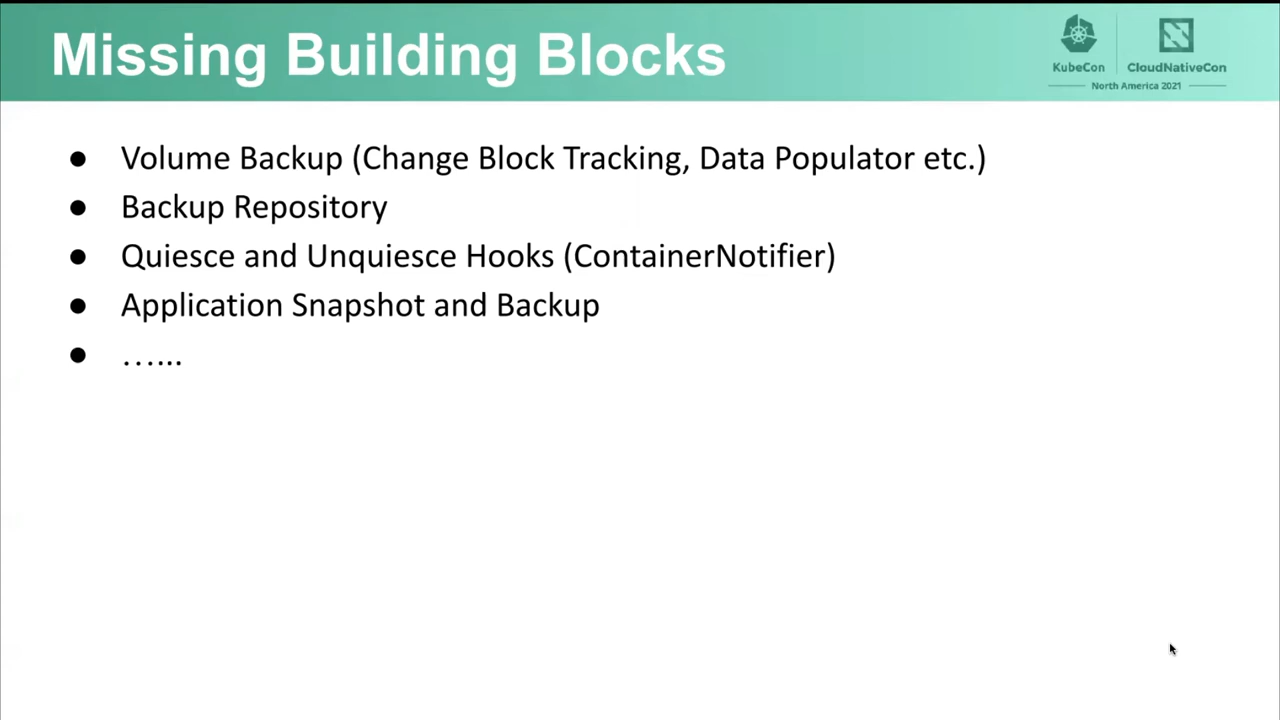 Missing Building Blocks
KubeCon
CloudNativeCon
North America 2021
● Volume Backup (Change Block Tracking, Data Populator etc.)
● Backup Repository
● Quiesce and Unquiesce Hooks (ContainerNotifier)
● Application Snapshot and Backup
● …...